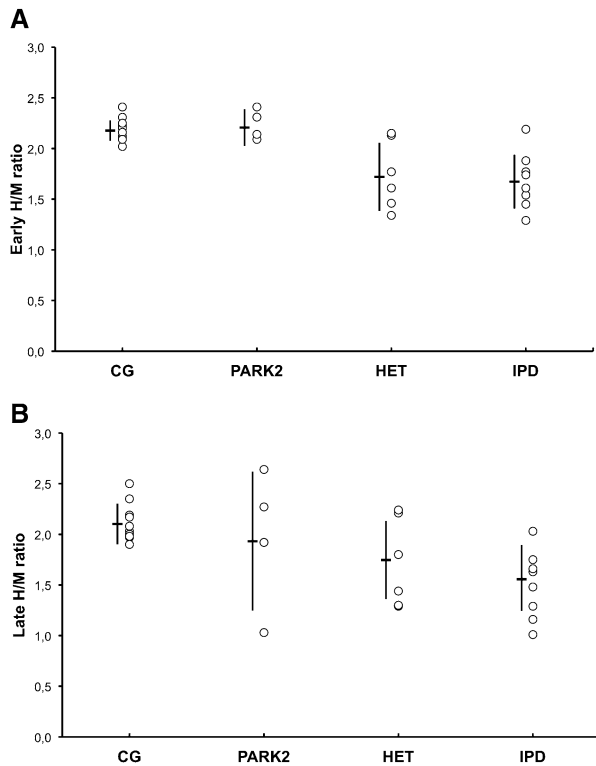 A
3,0
2,5
2,0
1,5
1,0
0,5
0,0
Early H/M ratio
CG PARK2 HET IPD
B
3,0
2,5
2,0
1,5
1,0
0,5
0,0
Late H/M ratio
CG PARK2 HET IPD